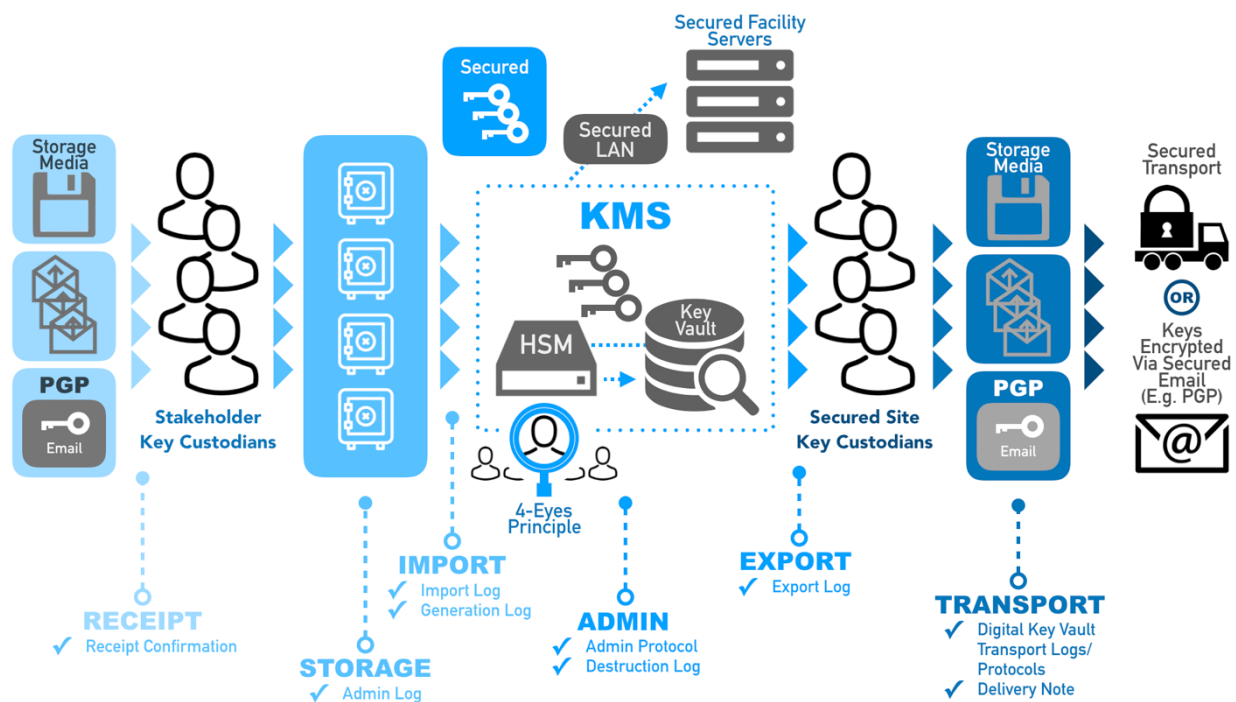 Secured Facility
Servers
Secured
Secured
LAN
Storage
Media
PGP
Email
Stakeholder
Key Custodians
KMS
HSM
Key
Vault
4-Eyes
Principle
Secured Site
Key Custodians
Storage
Media
PGP
Email
Secured
Transport
OR
Keys
Encrypted
Via Secured
Email
(E.g. PGP)
@
RECEIPT
✓ Receipt Confirmation
STORAGE
✓ Admin Log
IMPORT
✓ Import Log
✓ Generation Log
ADMIN
✓ Admin Protocol
✓ Destruction Log
EXPORT
✓ Export Log
TRANSPORT
✓ Digital Key Vault
Transport Logs/
Protocols
✓ Delivery Note